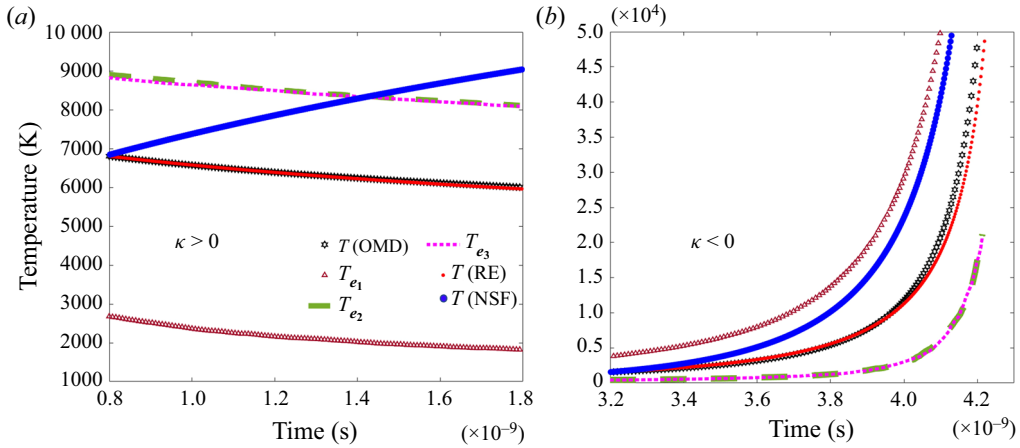 (a)
10 000
9000
8000
7000
6000
5000
4000
3000
2000
1000
Temperature (K)
κ > 0
T (OMD)
T_{e_1}
T_{e_2}
T_{e_3}
T (RE)
T (NSF)
0.8 1.0 1.2 1.4 1.6 1.8
Time (s)
(×10⁻⁹)
(b)
(×10⁴)
5.0
4.5
4.0
3.5
3.0
2.5
2.0
1.5
1.0
0.5
0
κ < 0
3.2 3.4 3.6 3.8 4.0 4.2
Time (s)
(×10⁻⁹)